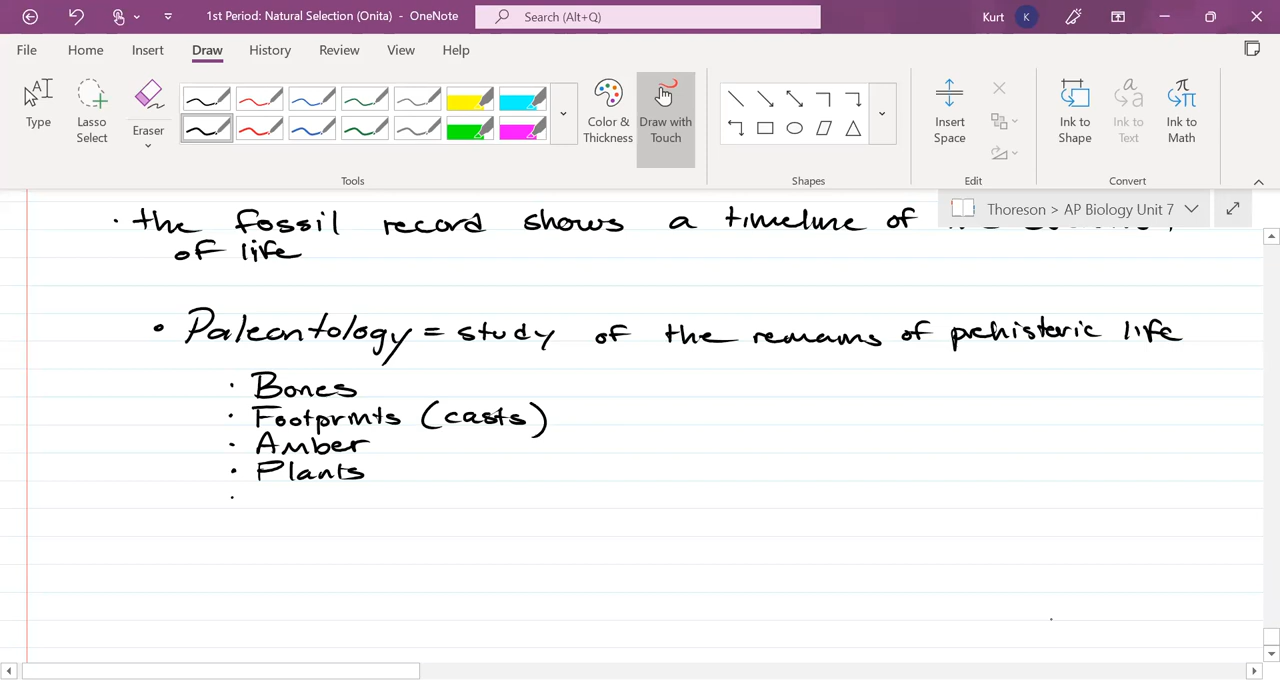 1st Period: Natural Selection (Onita) - OneNote
Search (Alt+Q)
Kurt
K
File Home Insert Draw History Review View Help
Type
Lasso Select
Eraser
Color & Thickness
Draw with Touch
Insert Space
Ink to Shape
Ink to Text
Ink to Math
Tools
Shapes
Edit
Convert
Thoreson > AP Biology Unit 7
· the fossil record shows a timeline of
of life
• Paleontology = study of the remains of prehistoric life
· Bones
· Footprints (casts)
· Amber
· Plants
·